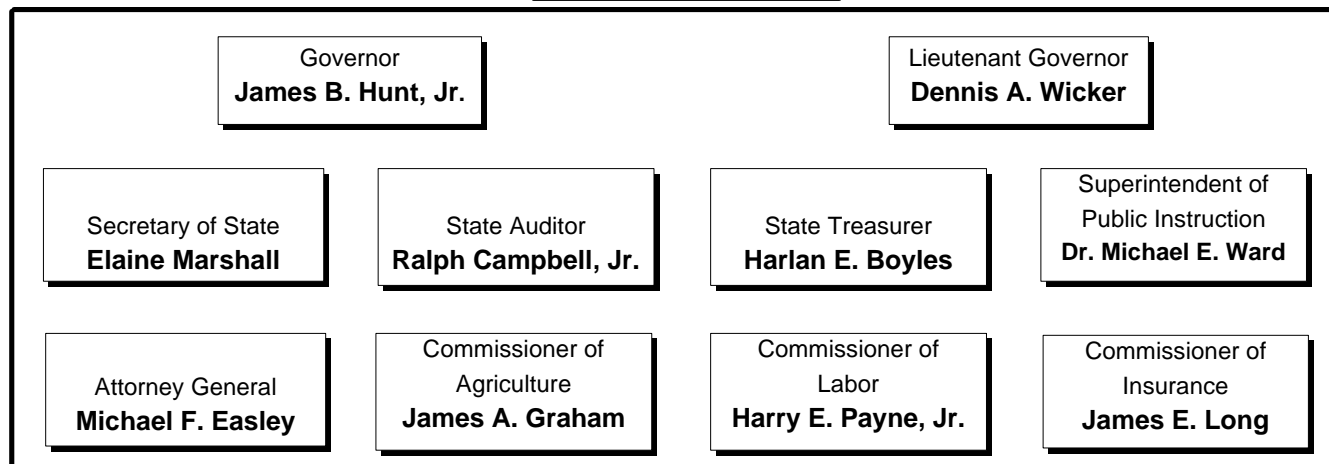 Governor
James B. Hunt, Jr.
Lieutenant Governor
Dennis A. Wicker
Secretary of State
Elaine Marshall
State Auditor
Ralph Campbell, Jr.
State Treasurer
Harlan E. Boyles
Superintendent of
Public Instruction
Dr. Michael E. Ward
Attorney General
Michael F. Easley
Commissioner of
Agriculture
James A. Graham
Commissioner of
Labor
Harry E. Payne, Jr.
Commissioner of
Insurance
James E. Long